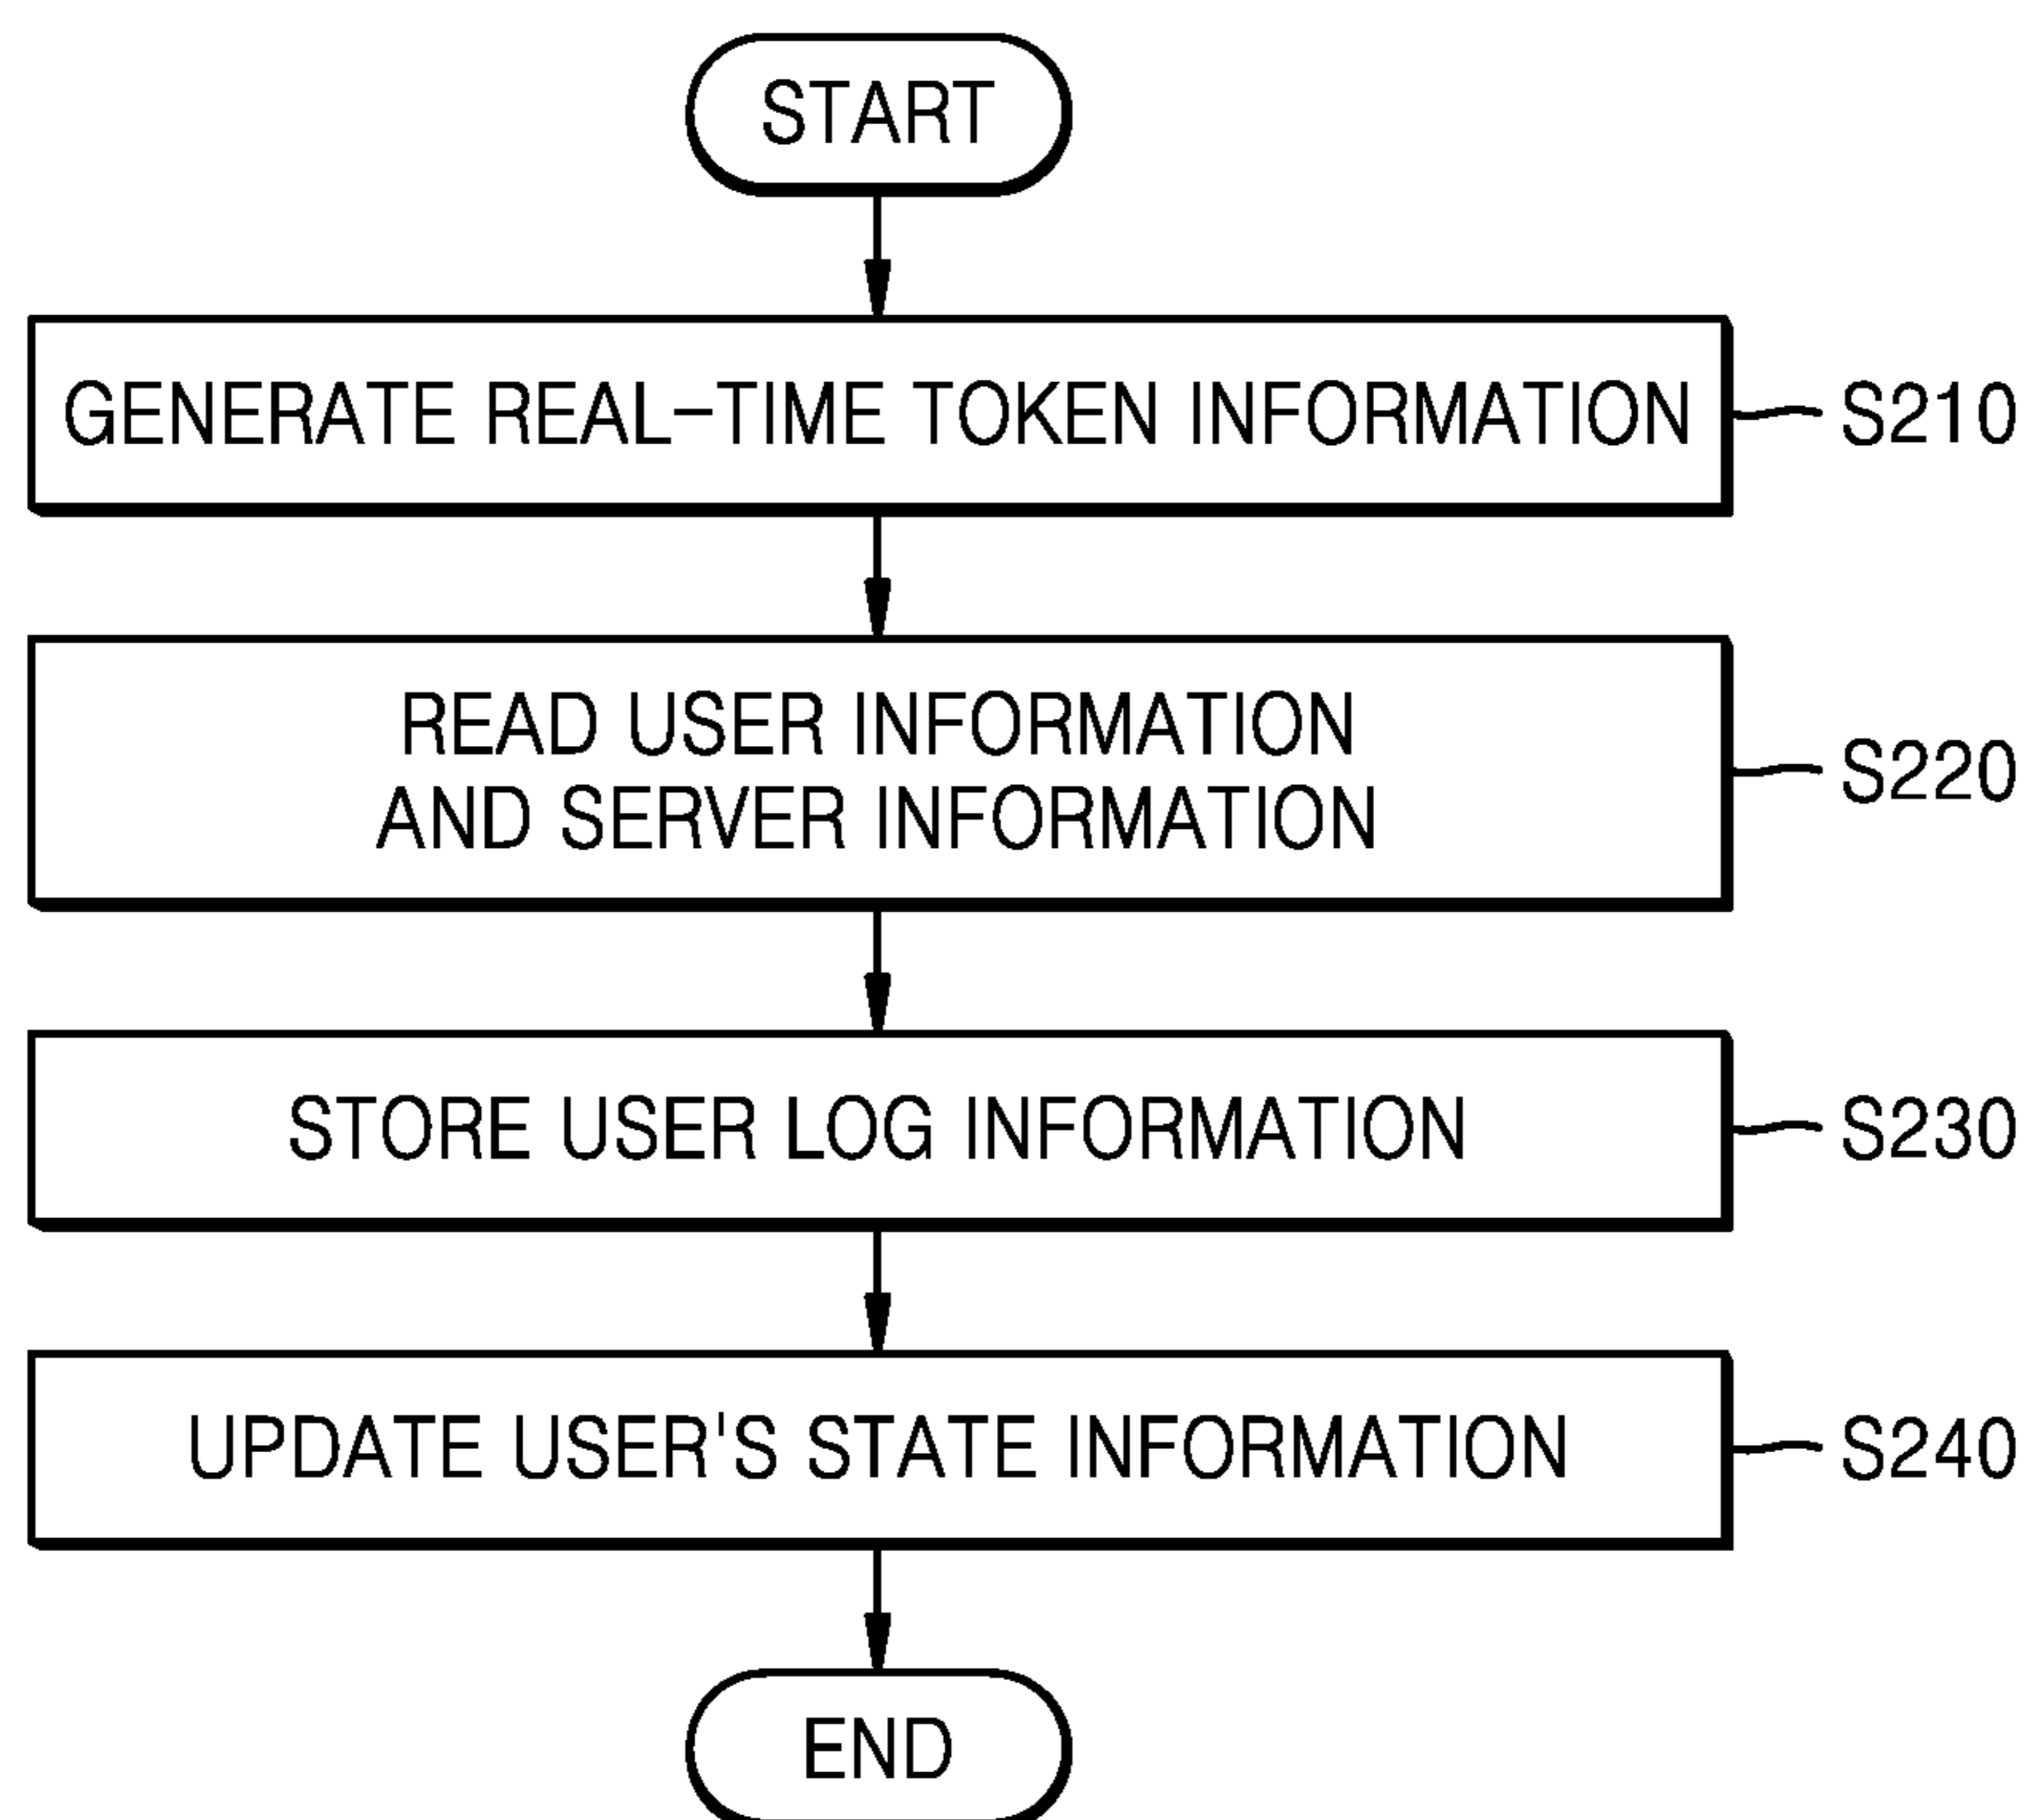 START
GENERATE REAL-TIME TOKEN INFORMATION
S210
READ USER INFORMATION
AND SERVER INFORMATION
S220
STORE USER LOG INFORMATION
S230
UPDATE USER'S STATE INFORMATION
S240
END